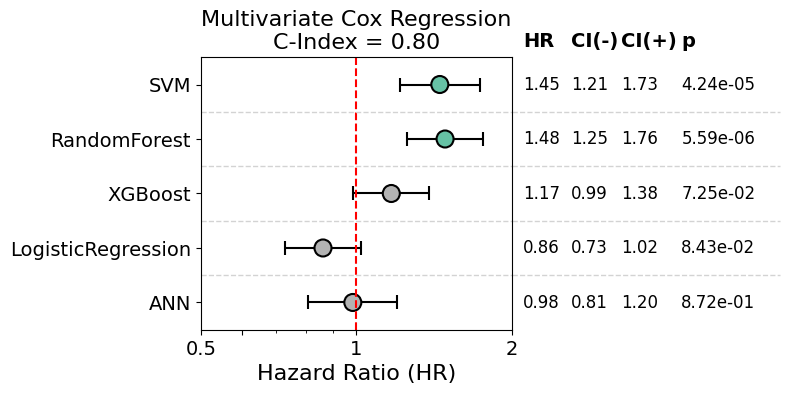 Multivariate Cox Regression
C-Index = 0.80
HR CI(-) CI(+) p
SVM 1.45 1.21 1.73 4.24e-05
RandomForest 1.48 1.25 1.76 5.59e-06
XGBoost 1.17 0.99 1.38 7.25e-02
LogisticRegression 0.86 0.73 1.02 8.43e-02
ANN 0.98 0.81 1.20 8.72e-01
0.5 1 2
Hazard Ratio (HR)